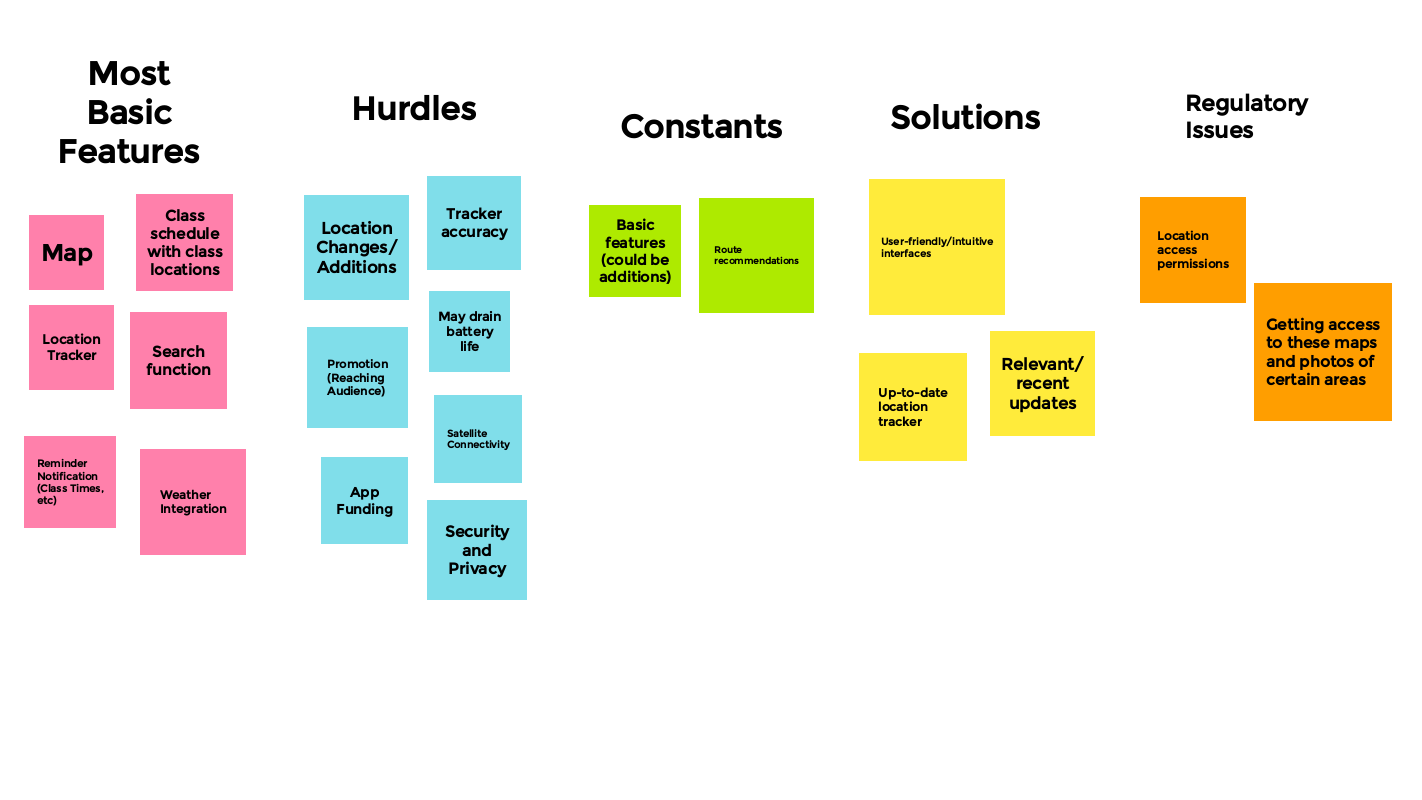 Most
Basic
Features
Map
Class
schedule
with class
locations
Location
Tracker
Search
function
Reminder
Notification
(Class Times,
etc)
Weather
Integration
Hurdles
Location
Changes/
Additions
Tracker
accuracy
May drain
battery
life
Promotion
(Reaching
Audience)
Satellite
Connectivity
App
Funding
Security
and
Privacy
Constants
Basic
features
(could be
additions)
Route
recommendations
Solutions
User-friendly/intuitive
interfaces
Up-to-date
location
tracker
Relevant/
recent
updates
Regulatory
Issues
Location
access
permissions
Getting access
to these maps
and photos of
certain areas